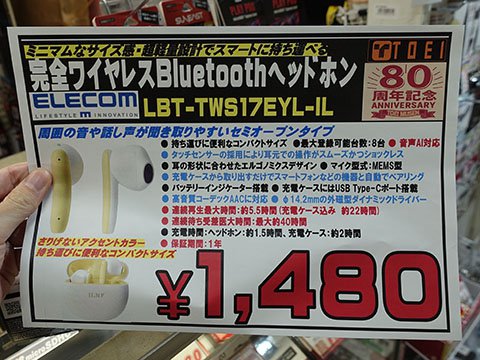 ミニマムなサイズ感・超軽量設計でスマートに持ち運べる
完全ワイヤレスBluetoothヘッドホン
TOEI
80
周年記念
ANNIVERSARY
ELECOM
LIFESTYLE INNOVATION
LBT-TWS17EYL-IL
周囲の音や話し声が聞き取りやすいセミオープンタイプ
● 持ち運びに便利なコンパクトサイズ ●最大登録可能台数:8台 ● 音声AI対応
● タッチセンサーの採用により耳元での操作がスムーズかつショックレス
● 耳の形状に合わせたエルゴノミクスデザイン ● マイク型式:MEMS型
● 充電ケースから取り出すだけでスマートフォンなどの機器と自動でペアリング
● バッテリーインジケーター搭載 ● 充電ケースにはUSB Type-Cポート搭載
● 高音質コーデックAACに対応 ● φ14.2mmの外磁型ダイナミックドライバー
● 連続再生最大時間:約5.5時間(充電ケース込み 約22時間)
● 連続待ち受最大時間:最大約40時間
● 充電時間:ヘッドホン:約1.5時間、充電ケース:約2時間
● 保証期間:1年
さりげないアクセントカラー
持ち運びに便利なコンパクトサイズ
¥1,480
microSD